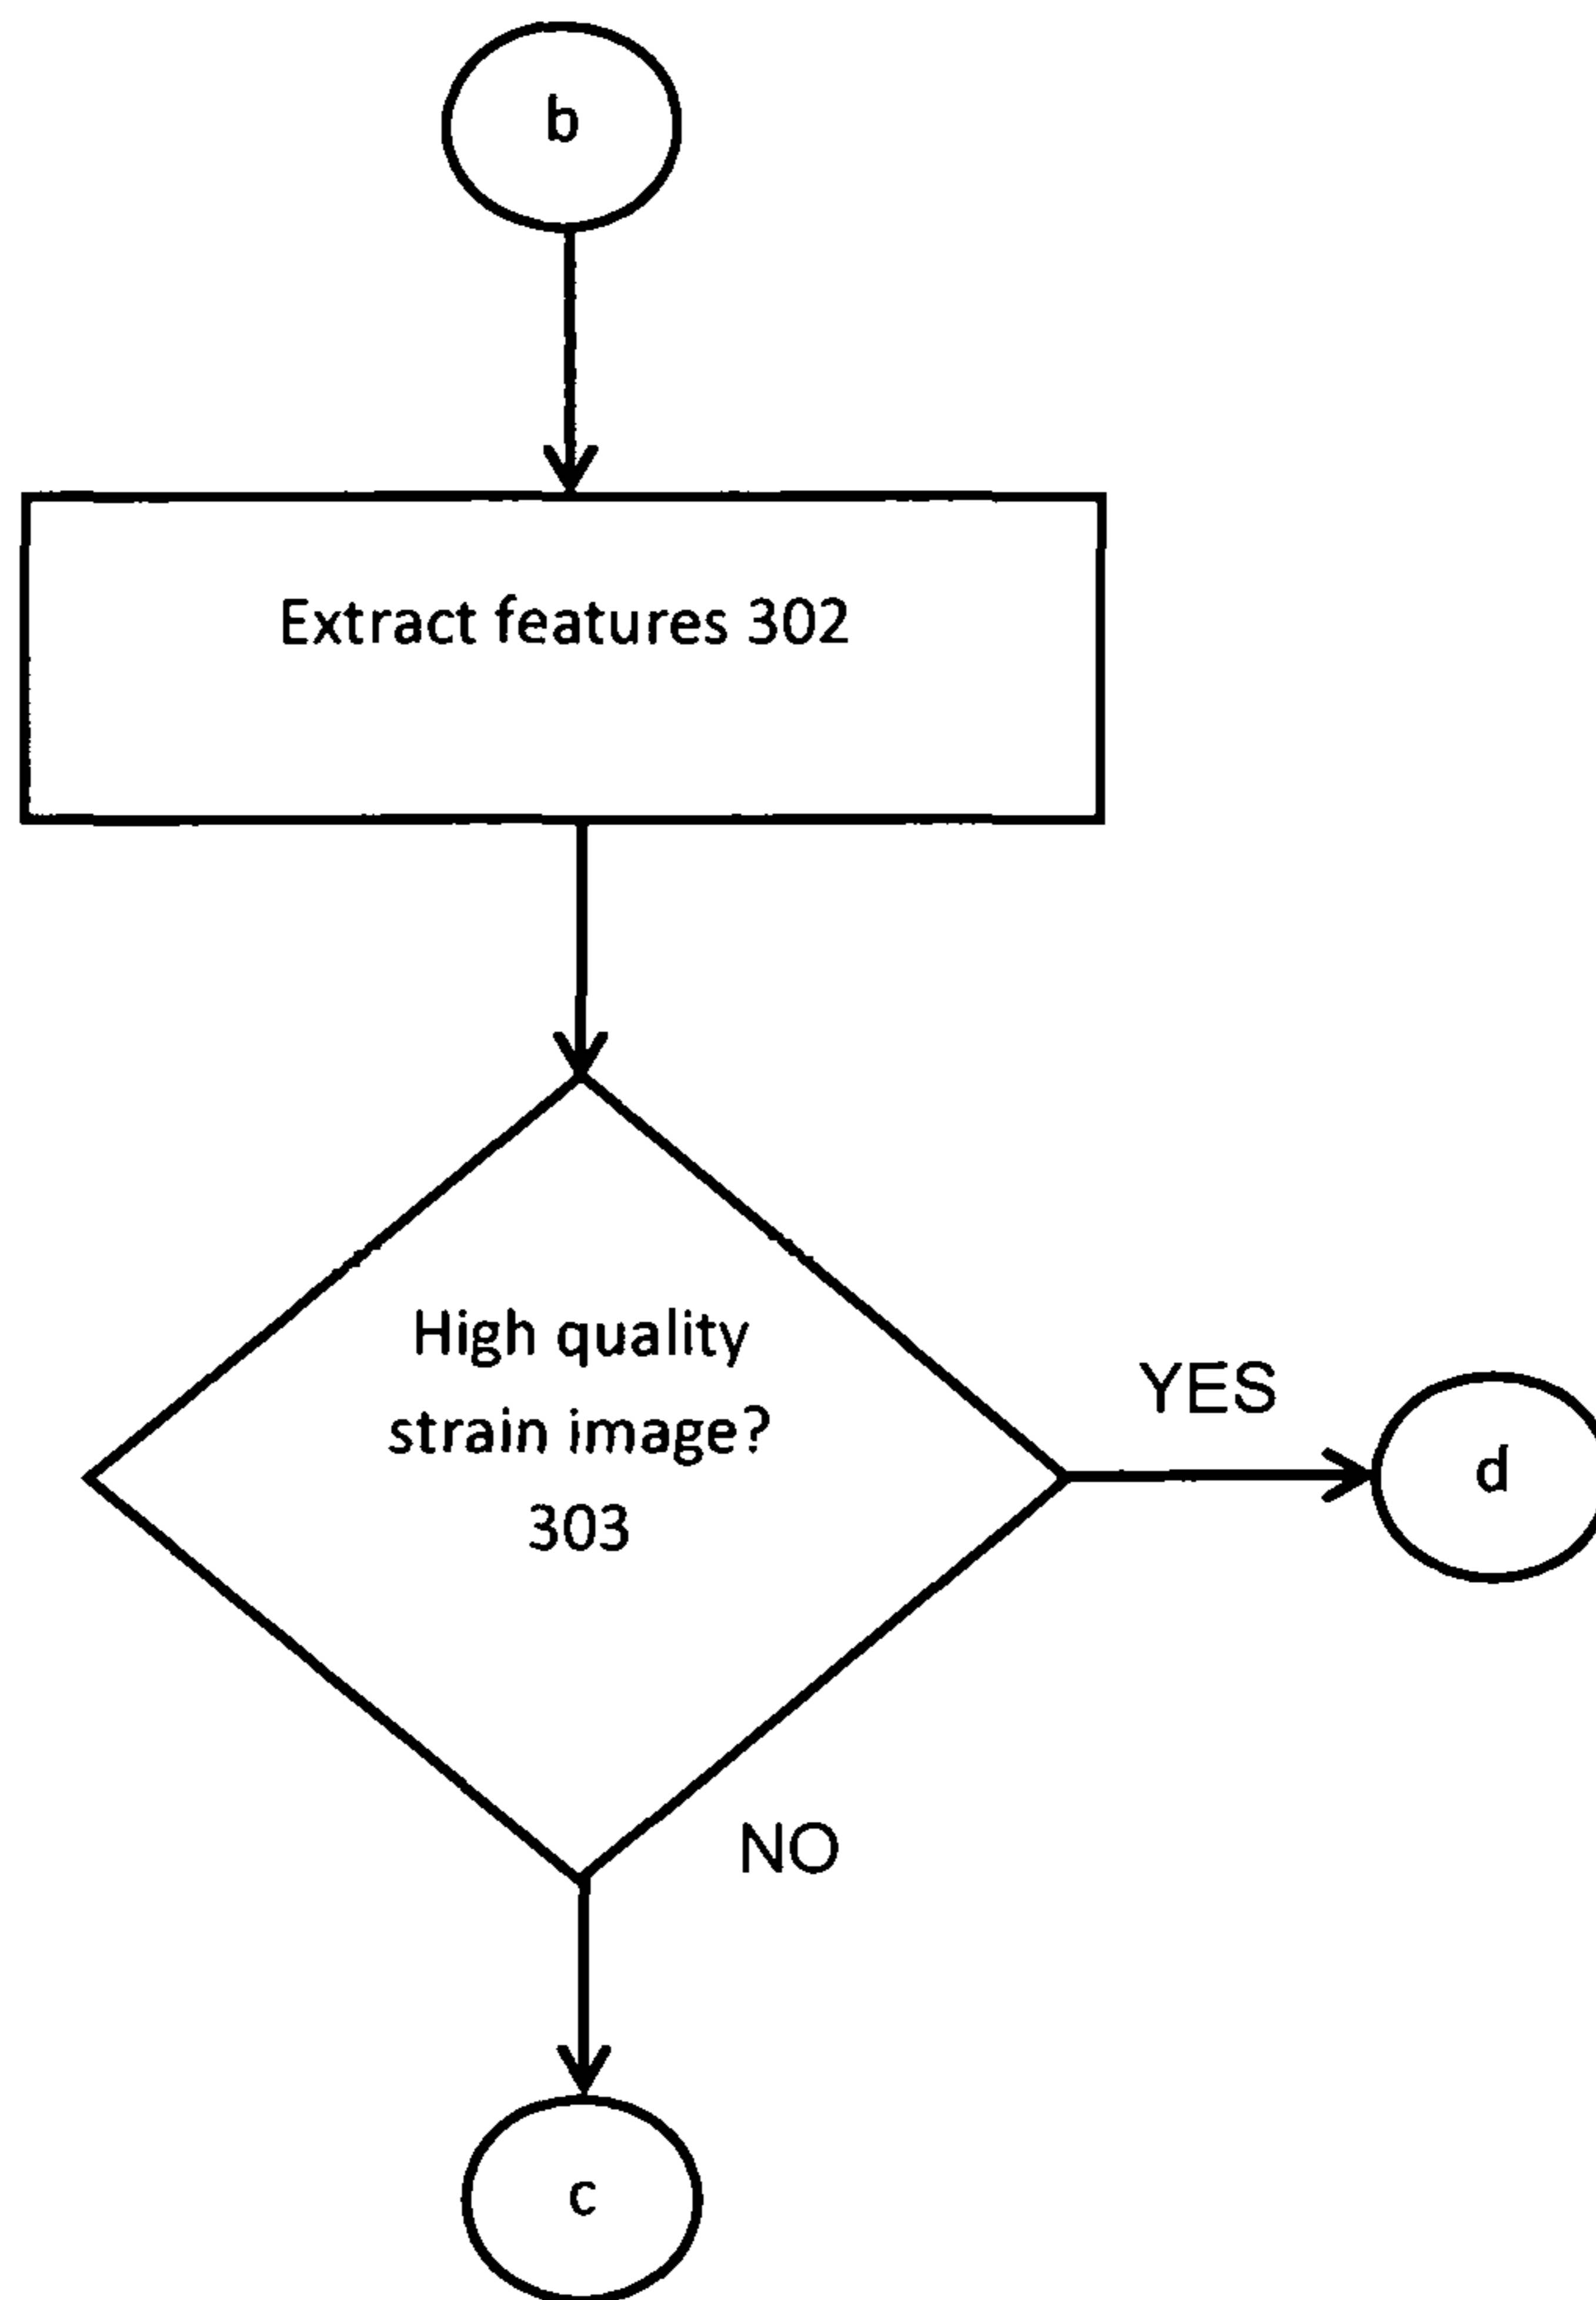 b
Extract features 302
High quality
strain image?
303
YES
d
NO
c